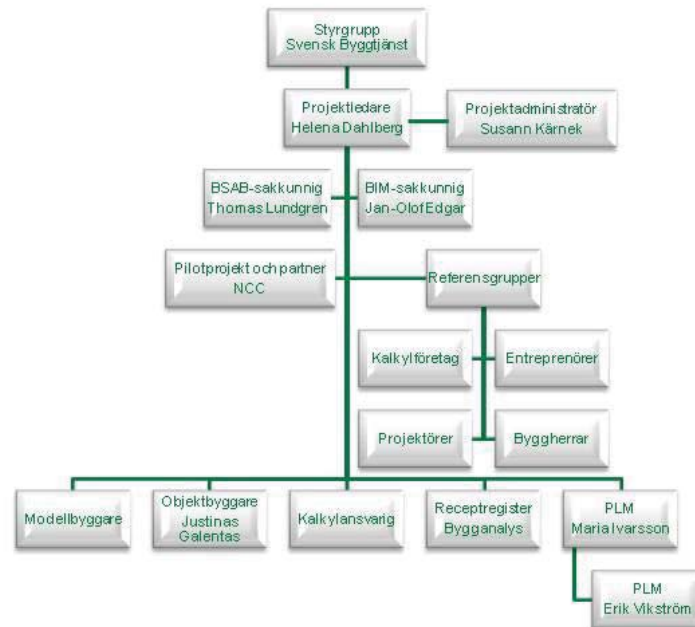 Styrgrupp
Svensk Byggtjänst
Projektledare
Helena Dahlberg
Projektadministratör
Susann Kärnek
BSAB-sakkunnig
Thomas Lundgren
BIM-sakkunnig
Jan-Olof Edgar
Pilotprojekt och partner
NCC
Referensgrupper
Kalkylföretag
Entreprenörer
Projektörer
Byggherrar
Modellbyggare
Objektbyggare
Justinas
Galentas
Kalkylansvarig
Receptregister
Bygganalys
PLM
Maria Ivarsson
PLM
Erik Vikström